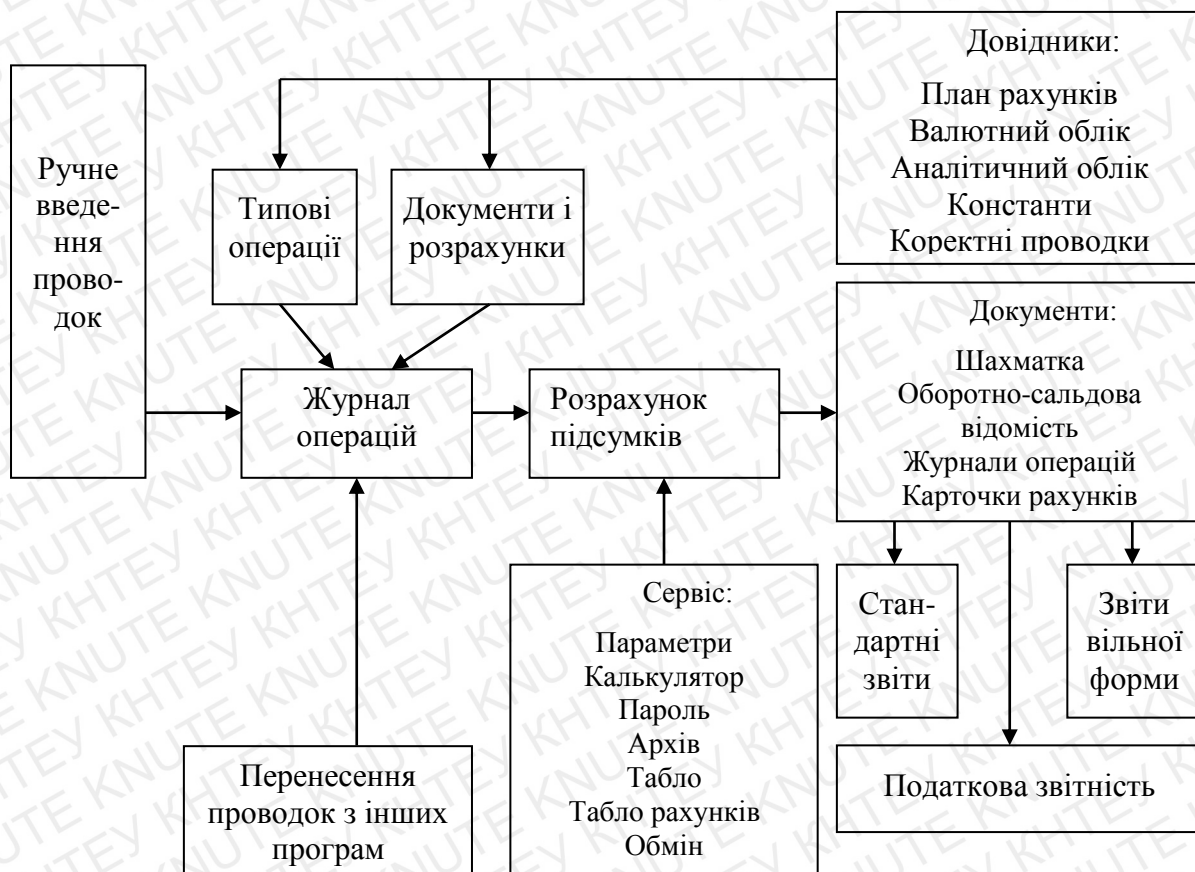 Довідники:
План рахунків
Валютний облік
Аналітичний облік
Константи
Коректні проводки
Ручне
введе-
ння
прово-
док
Типові
операції
Документи і
розрахунки
Журнал
операцій
Розрахунок
підсумків
Документи:
Шахматка
Оборотно-сальдова
відомість
Журнали операцій
Карточки рахунків
Сервіс:
Параметри
Калькулятор
Пароль
Архів
Табло
Табло рахунків
Обмін
Стан-
дартні
звіти
Звіти
вільної
форми
Перенесення
проводок з інших
програм
Податкова звітність